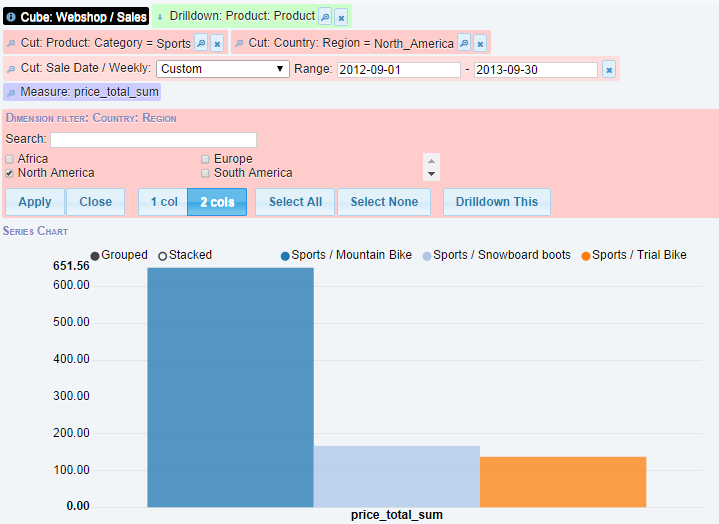 Cube: Webshop / Sales Drilldown: Product: Product
Cut: Product: Category = Sports Cut: Country: Region = North_America
Cut: Sale Date / Weekly: Custom Range: 2012-09-01 - 2013-09-30
Measure: price_total_sum
Dimension filter: Country: Region
Search:
Africa Europe
North America South America
Apply Close 1 col 2 cols Select All Select None Drilldown This
Series Chart
Grouped Stacked Sports / Mountain Bike Sports / Snowboard boots Sports / Trial Bike
651.56
600.00
500.00
400.00
300.00
200.00
100.00
0.00
price_total_sum